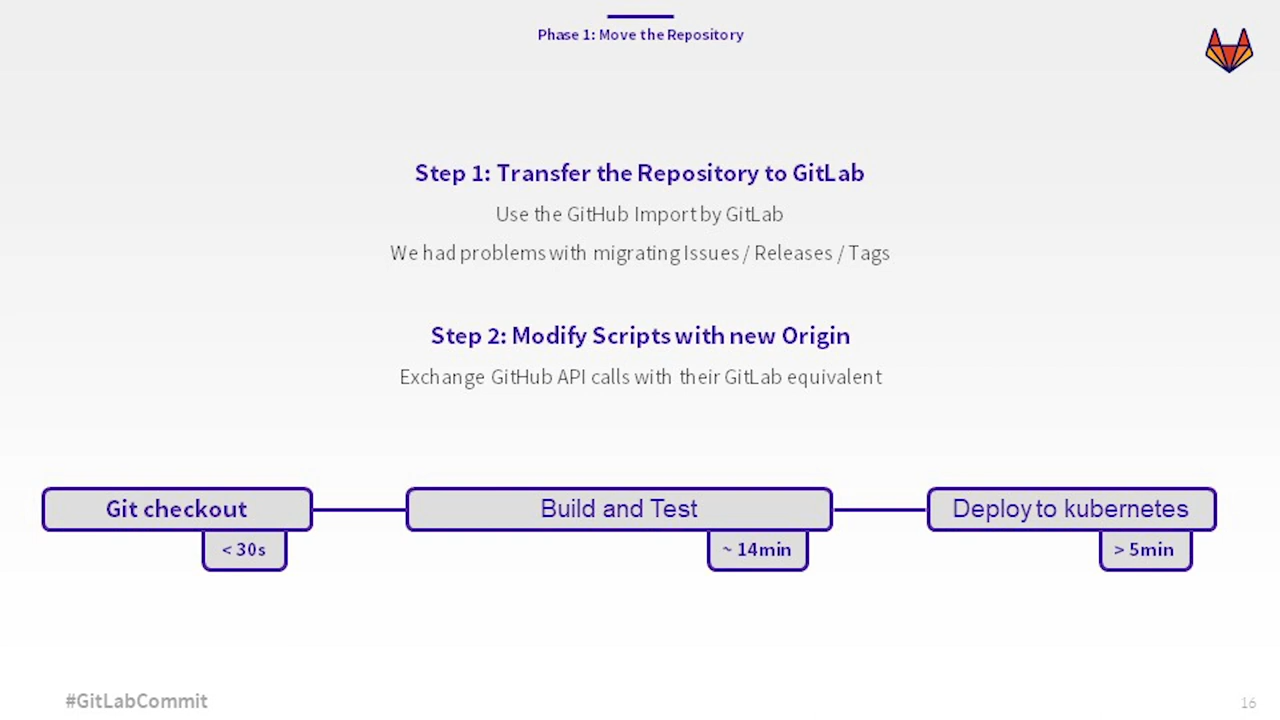 Phase 1: Move the Repository
Step 1: Transfer the Repository to GitLab
Use the GitHub Import by GitLab
We had problems with migrating Issues / Releases / Tags
Step 2: Modify Scripts with new Origin
Exchange GitHub API calls with their GitLab equivalent
Git checkout
Build and Test
Deploy to kubernetes
< 30s
~ 14min
> 5min
#GitLabCommit
16